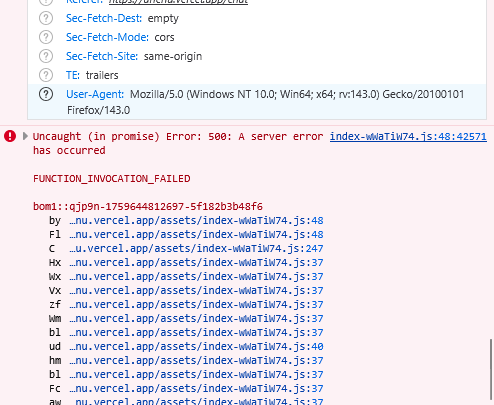 Sec-Fetch-Dest: empty
Sec-Fetch-Mode: cors
Sec-Fetch-Site: same-origin
TE: trailers
User-Agent: Mozilla/5.0 (Windows NT 10.0; Win64; x64; rv:143.0) Gecko/20100101
Firefox/143.0
Uncaught (in promise) Error: 500: A server error index-wWaTiW74.js:48:42571
has occurred
FUNCTION_INVOCATION_FAILED
bom1::qjp9n-1759644812697-5f182b3b48f6
by …nu.vercel.app/assets/index-wWaTiW74.js:48
Fl …nu.vercel.app/assets/index-wWaTiW74.js:48
C …u.vercel.app/assets/index-wWaTiW74.js:247
Hx …nu.vercel.app/assets/index-wWaTiW74.js:37
Wx …nu.vercel.app/assets/index-wWaTiW74.js:37
Vx …nu.vercel.app/assets/index-wWaTiW74.js:37
zf …nu.vercel.app/assets/index-wWaTiW74.js:37
Wm …nu.vercel.app/assets/index-wWaTiW74.js:37
bl …nu.vercel.app/assets/index-wWaTiW74.js:37
ud …nu.vercel.app/assets/index-wWaTiW74.js:40
hm …nu.vercel.app/assets/index-wWaTiW74.js:37
bl …nu.vercel.app/assets/index-wWaTiW74.js:37
Fc …nu.vercel.app/assets/index-wWaTiW74.js:37
aw …nu.vercel.app/assets/index-wWaTiW74.js:37